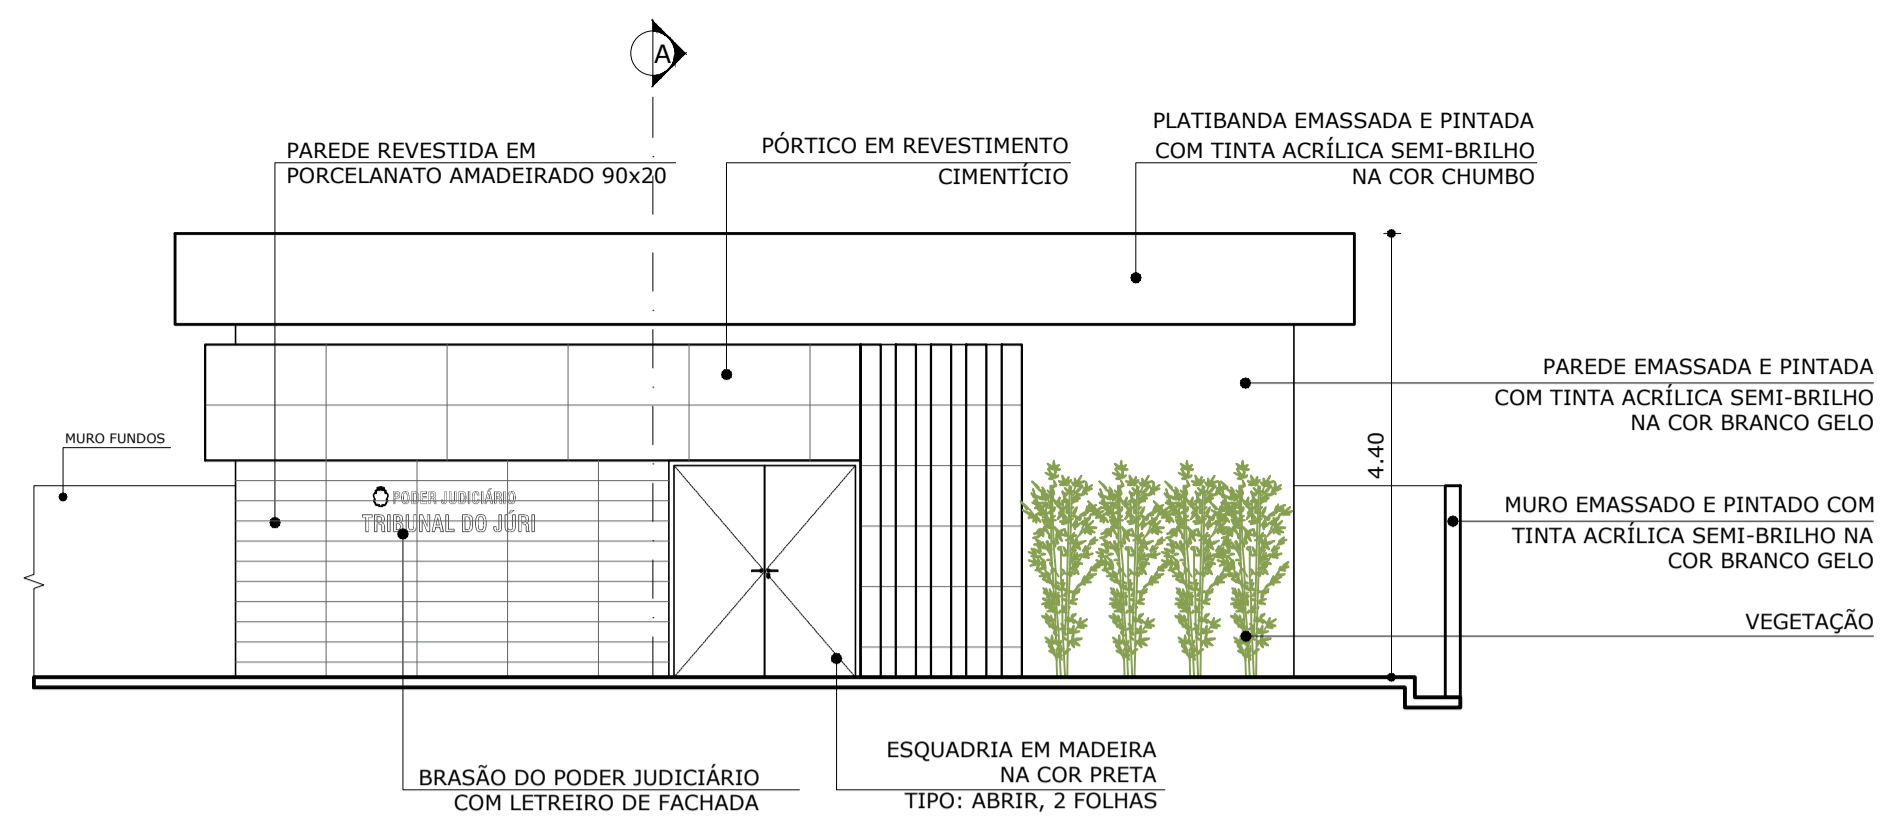 A
PAREDE REVESTIDA EM
PORCELANATO AMADEIRADO 90x20
PÓRTICO EM REVESTIMENTO
CIMENTÍCIO
PLATIBANDA EMASSADA E PINTADA
COM TINTA ACRÍLICA SEMI-BRILHO
NA COR CHUMBO
PAREDE EMASSADA E PINTADA
COM TINTA ACRÍLICA SEMI-BRILHO
NA COR BRANCO GELO
4.40
MURO FUNDOS
PODER JUDICIÁRIO
TRIBUNAL DO JÚRI
MURO EMASSADO E PINTADO COM
TINTA ACRÍLICA SEMI-BRILHO NA
COR BRANCO GELO
VEGETAÇÃO
BRASÃO DO PODER JUDICIÁRIO
COM LETREIRO DE FACHADA
ESQUADRIA EM MADEIRA
NA COR PRETA
TIPO: ABRIR, 2 FOLHAS